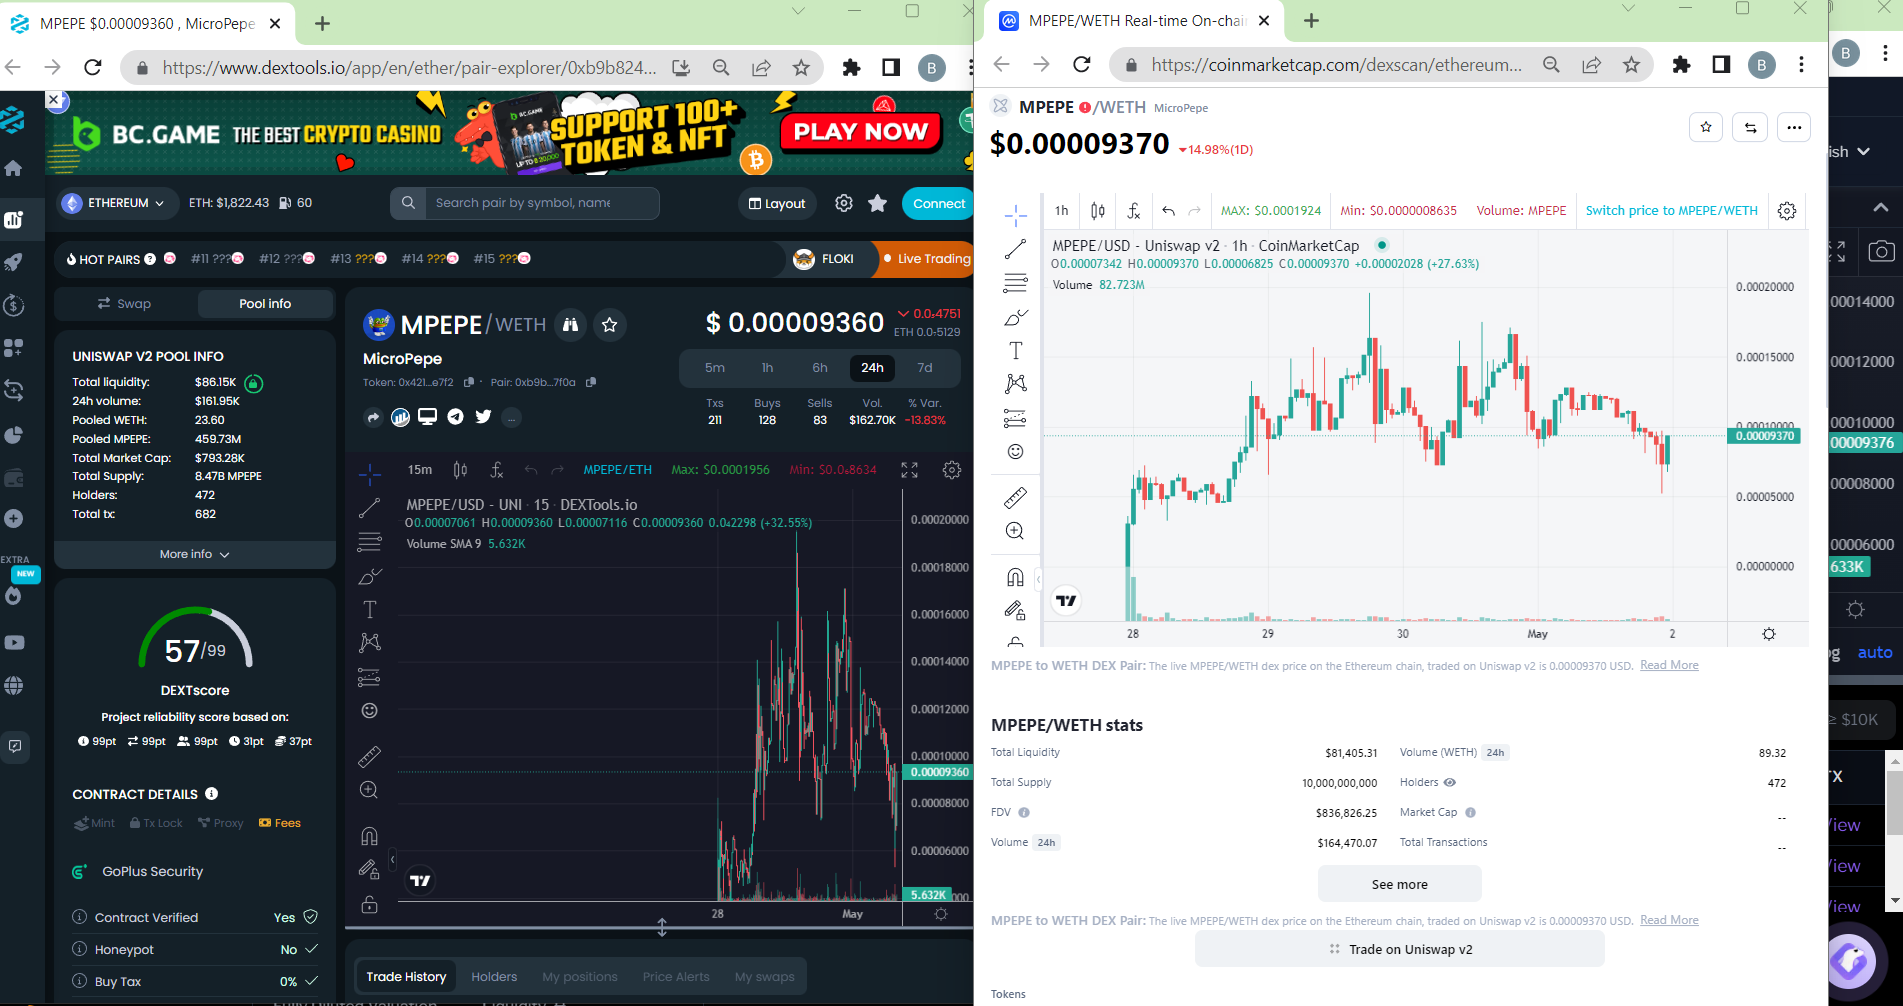 MPEPE $0.00009360 , MicroPepe
https://www.dextools.io/app/en/ether/pair-explorer/0xb9b824...
B
BC.GAME THE BEST CRYPTO CASINO
BC.GAME
UP TO ₿ 20,000
SUPPORT 100+
TOKEN & NFT
PLAY NOW
ETHEREUM
ETH: $1,822.43
60
Search pair by symbol, name
Layout
Connect
HOT PAIRS
#11 ???
#12 ???
#13 ???
#14 ???
#15 ???
FLOKI
Live Trading
EXTRA
NEW
Swap
Pool info
UNISWAP V2 POOL INFO
Total liquidity: $86.15K
24h volume: $161.95K
Pooled WETH: 23.60
Pooled MPEPE: 459.73M
Total Market Cap: $793.28K
Total Supply: 8.47B MPEPE
Holders: 472
Total tx: 682
More info
57/99
DEXTscore
Project reliability score based on:
99pt 99pt 99pt 31pt 37pt
CONTRACT DETAILS
Mint Tx Lock Proxy Fees
GoPlus Security
Contract Verified Yes
Honeypot No
Buy Tax 0%
MPEPE/WETH
$ 0.00009360
0.0₅4751
ETH 0.0₇5129
MicroPepe
Token: 0x421...e7f2
Pair: 0xb9b...7f0a
5m 1h 6h 24h 7d
Txs Buys Sells Vol. % Var.
211 128 83 $162.70K -13.83%
15m
MPEPE/ETH
Max: $0.0001956
Min: $0.0₆8634
MPEPE/USD - UNI · 15 · DEXTools.io
O0.00007061 H0.00009360 L0.00007116 C0.00009360 0.0₄2298 (+32.55%)
Volume SMA 9 5.632K
0.00020000
0.00018000
0.00016000
0.00014000
0.00012000
0.00010000
0.00009360
0.00008000
0.00006000
5.632K
28
May
Trade History
Holders
My positions
Price Alerts
My swaps
MPEPE/WETH Real-time On-chai
https://coinmarketcap.com/dexscan/ethereum...
B
MPEPE /WETH MicroPepe
$0.00009370
14.98%(1D)
1h
MAX: $0.0001924
Min: $0.0000008635
Volume: MPEPE
Switch price to MPEPE/WETH
MPEPE/USD - Uniswap v2 · 1h · CoinMarketCap
O0.00007342 H0.00009370 L0.00006825 C0.00009370 +0.00002028 (+27.63%)
Volume 82.723M
0.00020000
0.00015000
0.00010000
0.00009370
0.00005000
0.00000000
28
29
30
May
2
MPEPE to WETH DEX Pair: The live MPEPE/WETH dex price on the Ethereum chain, traded on Uniswap v2 is 0.00009370 USD. Read More
MPEPE/WETH stats
Total Liquidity $81,405.31
Volume (WETH) 24h 89.32
Total Supply 10,000,000,000
Holders 472
FDV $836,826.25
Market Cap --
Volume 24h $164,470.07
Total Transactions --
See more
MPEPE to WETH DEX Pair: The live MPEPE/WETH dex price on the Ethereum chain, traded on Uniswap v2 is 0.00009370 USD. Read More
Trade on Uniswap v2
Tokens
B
ish
00014000
00012000
00010000
00009376
00008000
00006000
633K
og auto
≥ $10K
TX
View
View
View